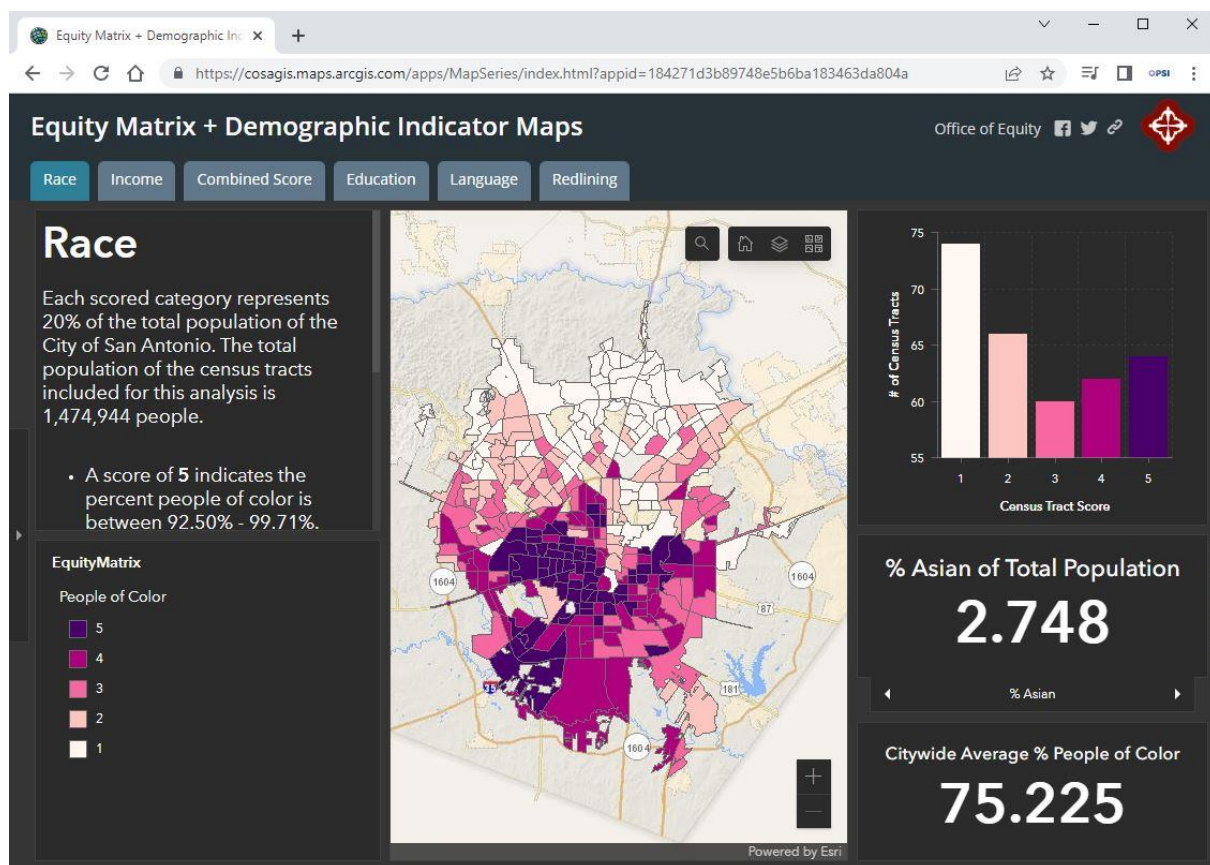 Equity Matrix + Demographic Inc
https://cosagis.maps.arcgis.com/apps/MapSeries/index.html?appid=184271d3b89748e5b6ba183463da804a
OPSI
Equity Matrix + Demographic Indicator Maps
Office of Equity
Race Income Combined Score Education Language Redlining
Race
Each scored category represents
20% of the total population of the
City of San Antonio. The total
population of the census tracts
included for this analysis is
1,474,944 people.
• A score of 5 indicates the
percent people of color is
between 92.50% - 99.71%.
EquityMatrix
People of Color
5
4
3
2
1
1604
1604
87
181
1604
Powered by Esri
75
70
65
60
55
# of Census Tracts
1 2 3 4 5
Census Tract Score
% Asian of Total Population
2.748
% Asian
Citywide Average % People of Color
75.225